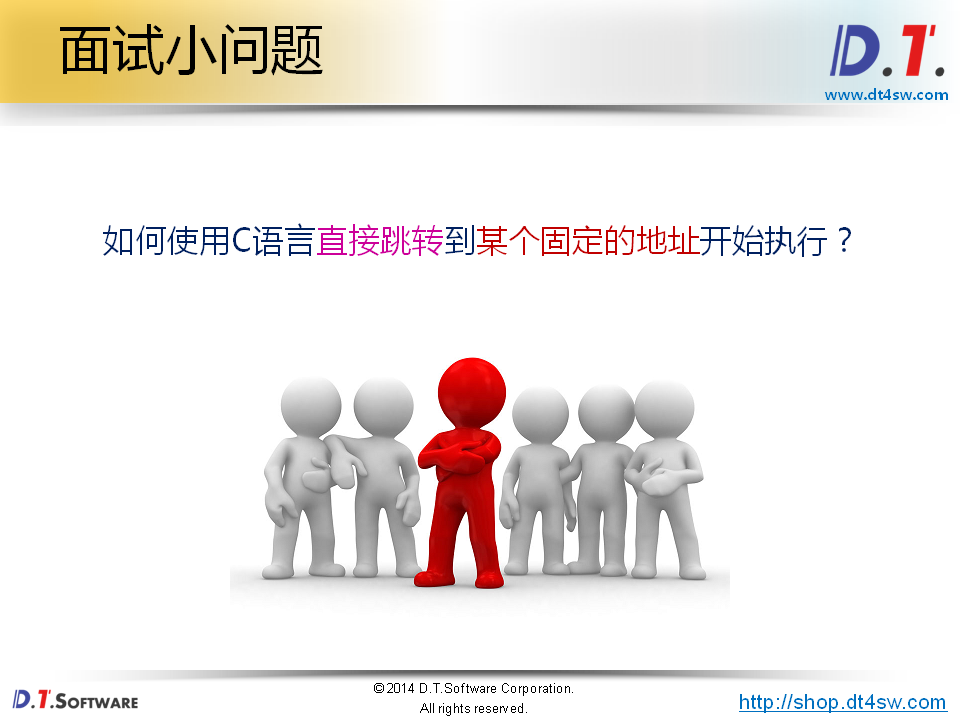 面试小问题
D.T.
www.dt4sw.com
如何使用C语言直接跳转到某个固定的地址开始执行？
D.T.SOFTWARE
©2014 D.T.Software Corporation.
All rights reserved.
http://shop.dt4sw.com